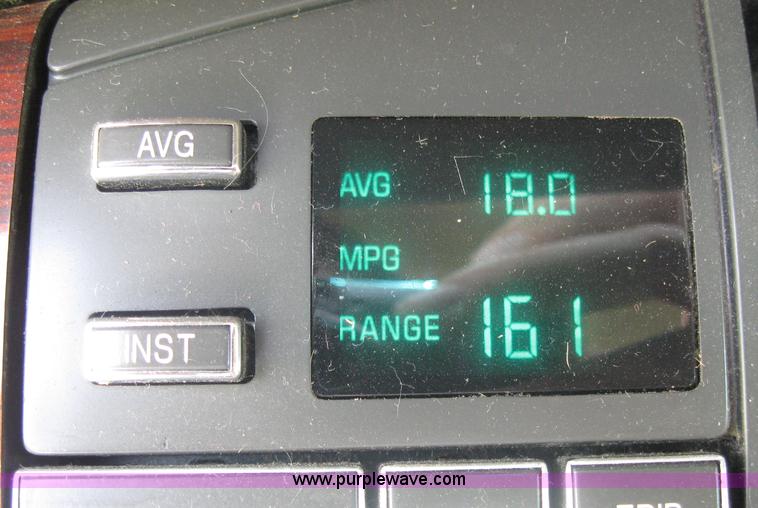 AVG
AVG 18.0
MPG
INST
RANGE 161
www.purplewave.com